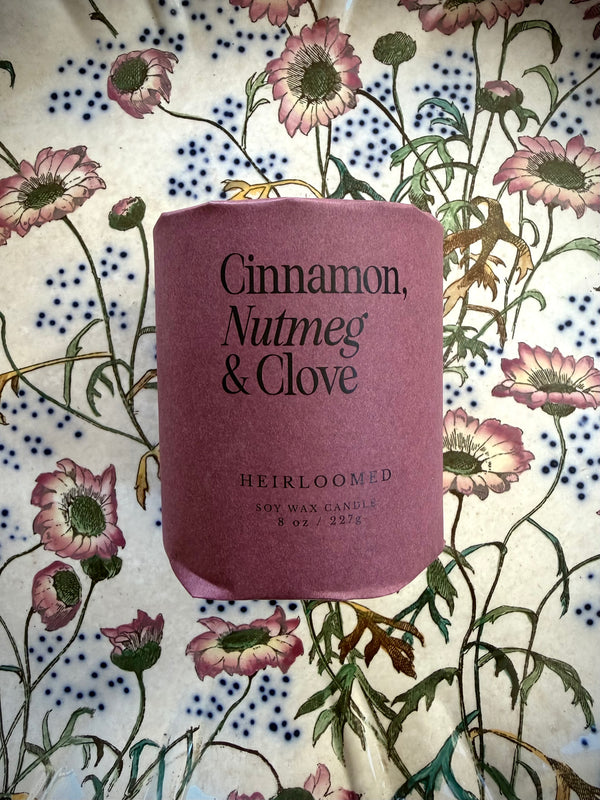 Cinnamon,
Nutmeg
& Clove
HEIRLOOMED
SOY WAX CANDLE
8 oz / 227g